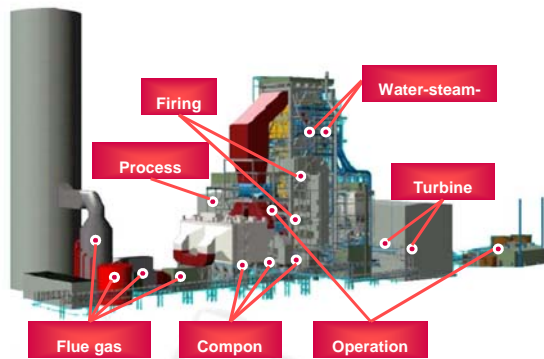 Firing
Water-steam-
Process
Turbine
Flue gas
Compon
Operation